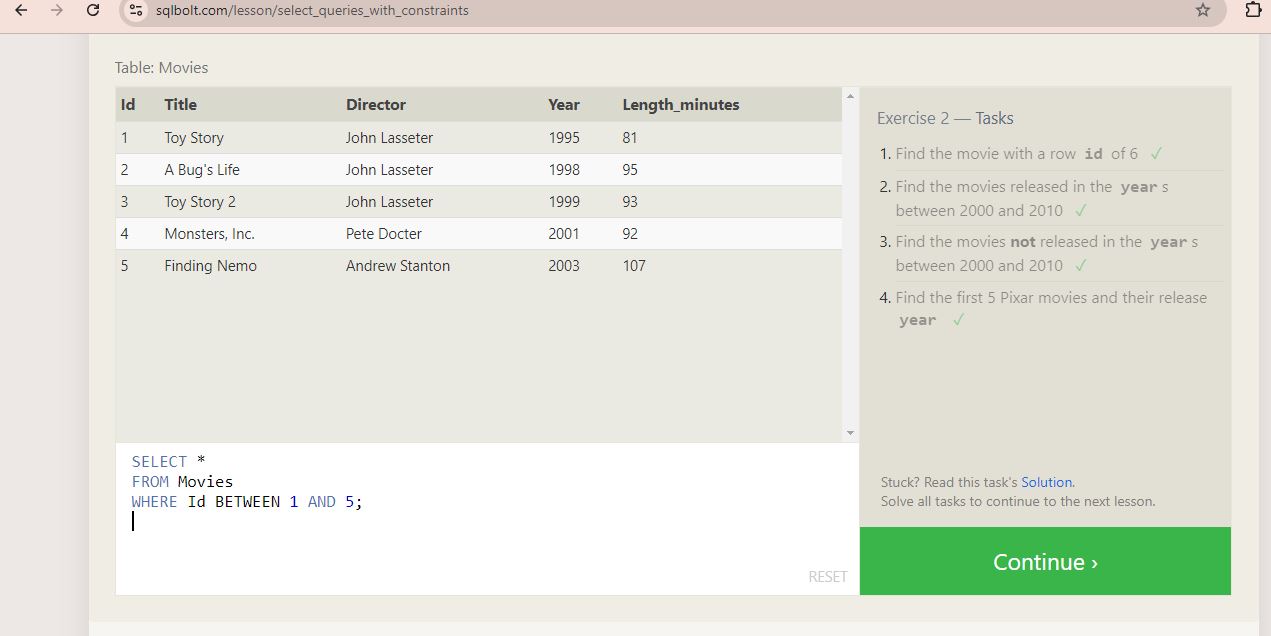 sqlbolt.com/lesson/select_queries_with_constraints
Table: Movies
Id Title Director Year Length_minutes
1 Toy Story John Lasseter 1995 81
2 A Bug's Life John Lasseter 1998 95
3 Toy Story 2 John Lasseter 1999 93
4 Monsters, Inc. Pete Docter 2001 92
5 Finding Nemo Andrew Stanton 2003 107
SELECT *
FROM Movies
WHERE Id BETWEEN 1 AND 5;
RESET
Exercise 2 — Tasks
1. Find the movie with a row id of 6 ✓
2. Find the movies released in the year s
between 2000 and 2010 ✓
3. Find the movies not released in the year s
between 2000 and 2010 ✓
4. Find the first 5 Pixar movies and their release
year ✓
Stuck? Read this task's Solution.
Solve all tasks to continue to the next lesson.
Continue ›